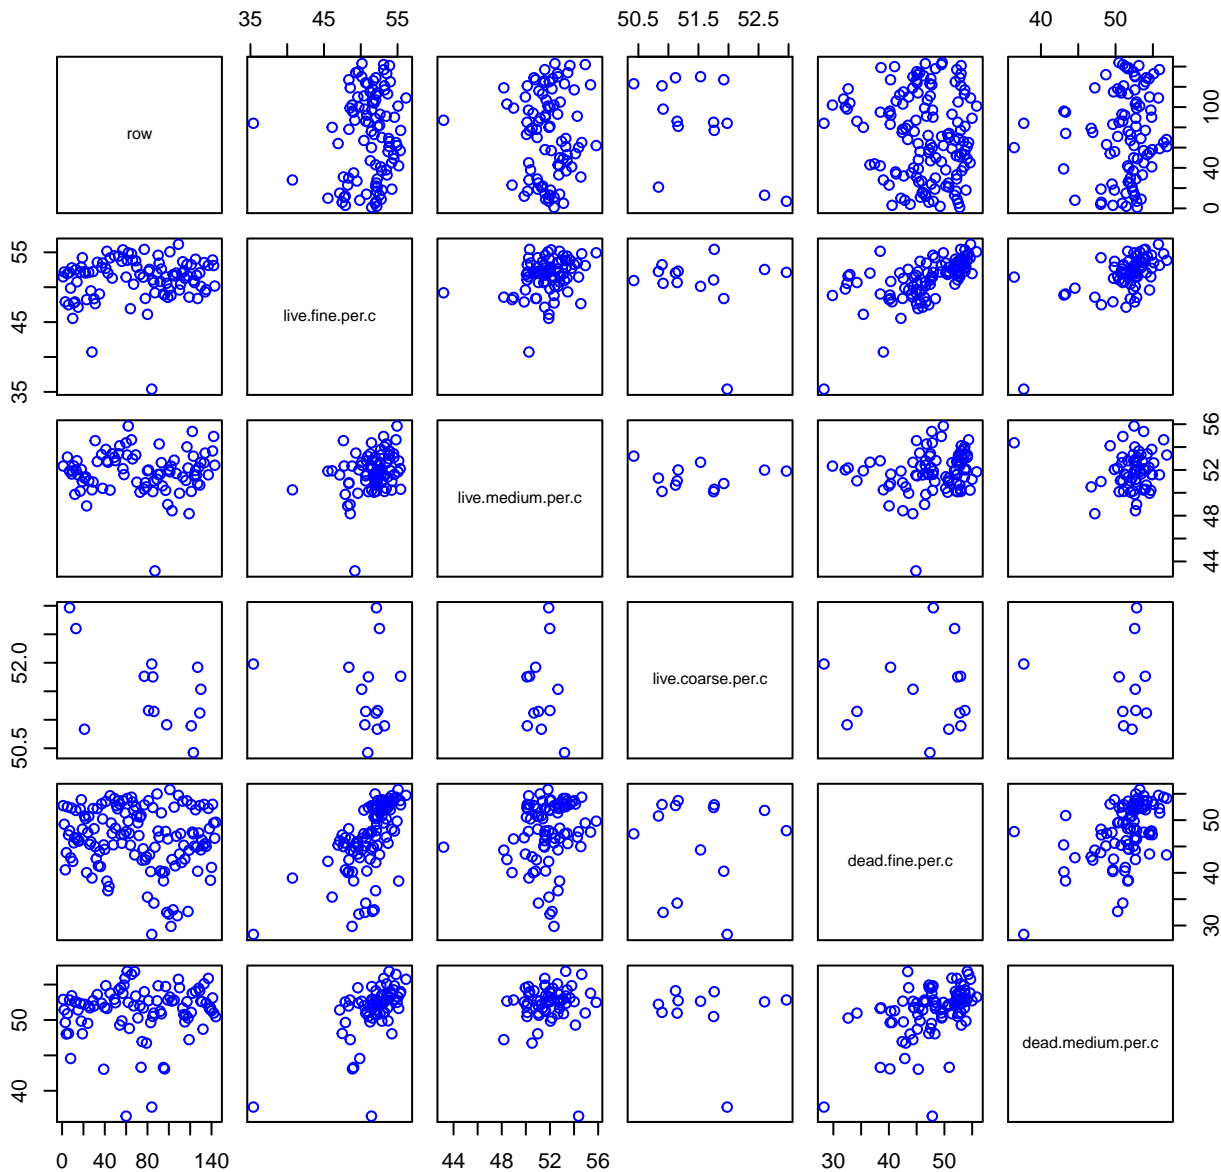 35 45 55
50.5 51.5 52.5
40 50
row
0 40 100
live.fine.per.c
35 45 55
live.medium.per.c
44 48 52 56
live.coarse.per.c
50.5 52.0
dead.fine.per.c
30 40 50
dead.medium.per.c
40 50
0 40 80 140
44 48 52 56
30 40 50